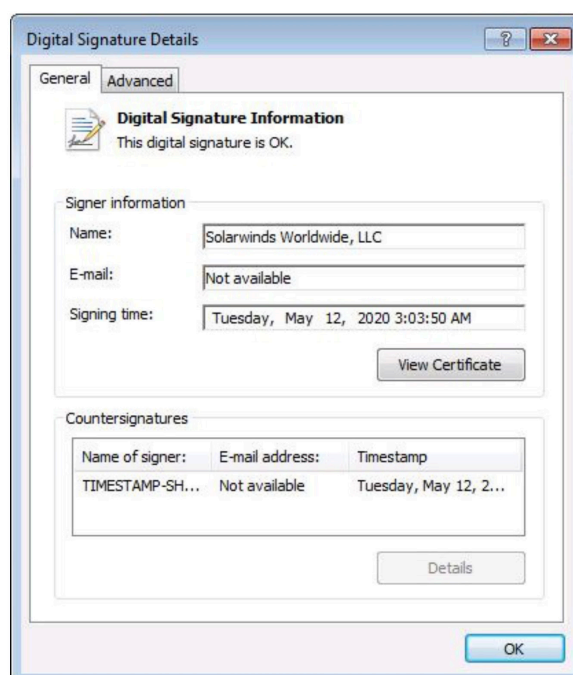 Digital Signature Details
?
General Advanced
Digital Signature Information
This digital signature is OK.
Signer information
Name: Solarwinds Worldwide, LLC
E-mail: Not available
Signing time: Tuesday, May 12, 2020 3:03:50 AM
View Certificate
Countersignatures
Name of signer: E-mail address: Timestamp
TIMESTAMP-SH... Not available Tuesday, May 12, 2...
Details
OK